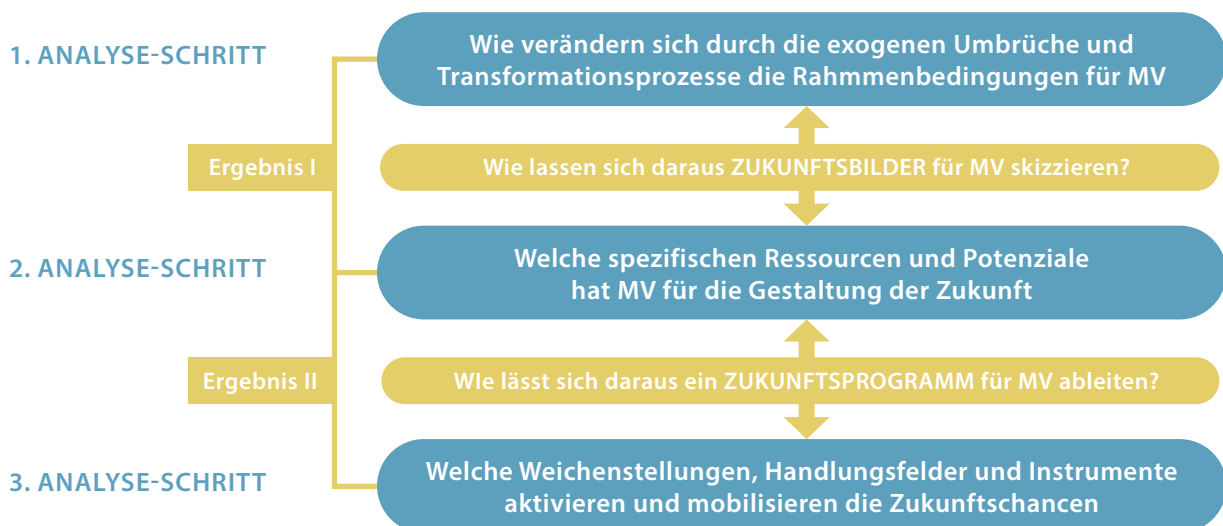 1. ANALYSE-SCHRITT
Wie verändern sich durch die exogenen Umbrüche und
Transformationsprozesse die Rahmmenbedingungen für MV
Ergebnis I
Wie lassen sich daraus ZUKUNFTSBILDER für MV skizzieren?
2. ANALYSE-SCHRITT
Welche spezifischen Ressourcen und Potenziale
hat MV für die Gestaltung der Zukunft
Ergebnis II
WIe lässt sich daraus ein ZUKUNFTSPROGRAMM für MV ableiten?
3. ANALYSE-SCHRITT
Welche Weichenstellungen, Handlungsfelder und Instrumente
aktivieren und mobilisieren die Zukunftschancen